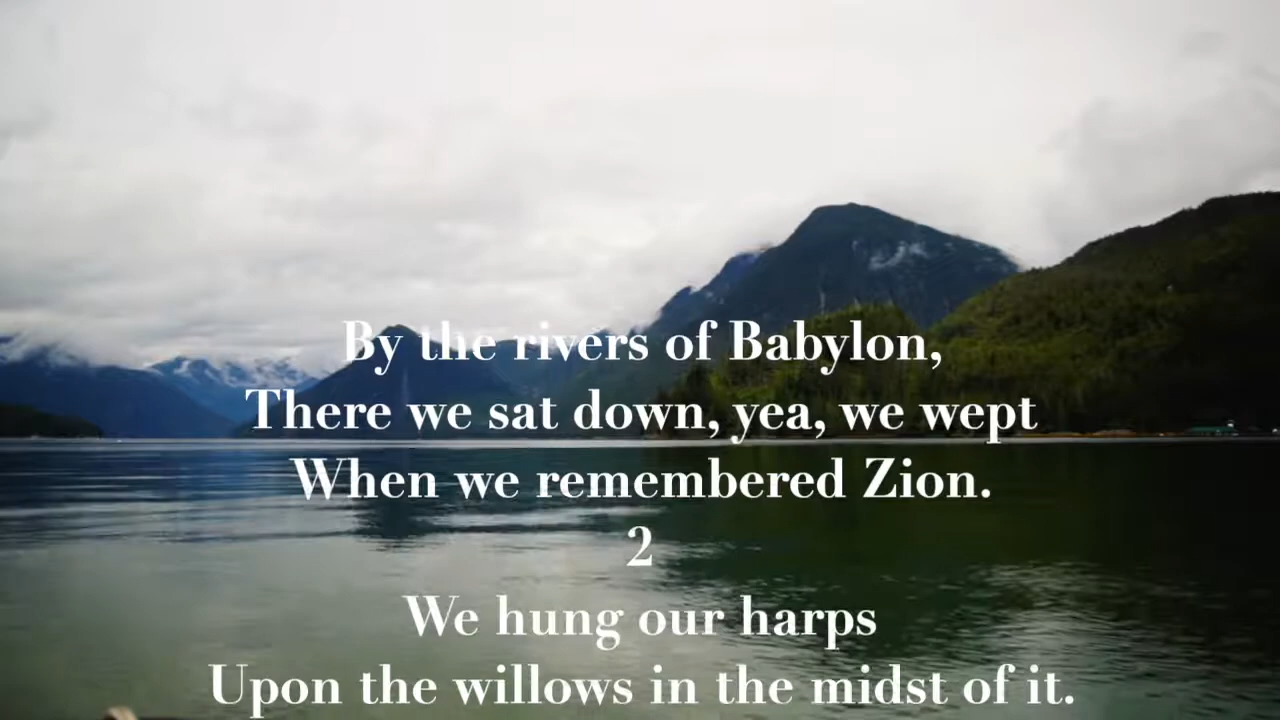 By the rivers of Babylon,
There we sat down, yea, we wept
When we remembered Zion.
2
We hung our harps
Upon the willows in the midst of it.